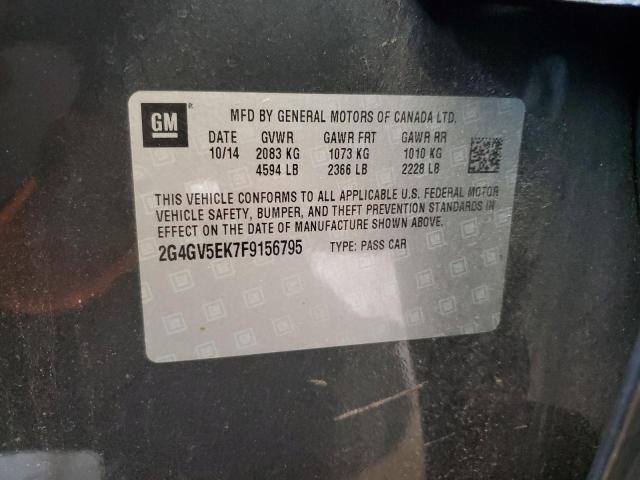 GM
MFD BY GENERAL MOTORS OF CANADA LTD.
DATE GVWR GAWR FRT GAWR RR
10/14 2083 KG 1073 KG 1010 KG
4594 LB 2366 LB 2228 LB
THIS VEHICLE CONFORMS TO ALL APPLICABLE U.S. FEDERAL MOTOR
VEHICLE SAFETY, BUMPER, AND THEFT PREVENTION STANDARDS IN
EFFECT ON THE DATE OF MANUFACTURE SHOWN ABOVE.
2G4GV5EK7F9156795 TYPE: PASS CAR